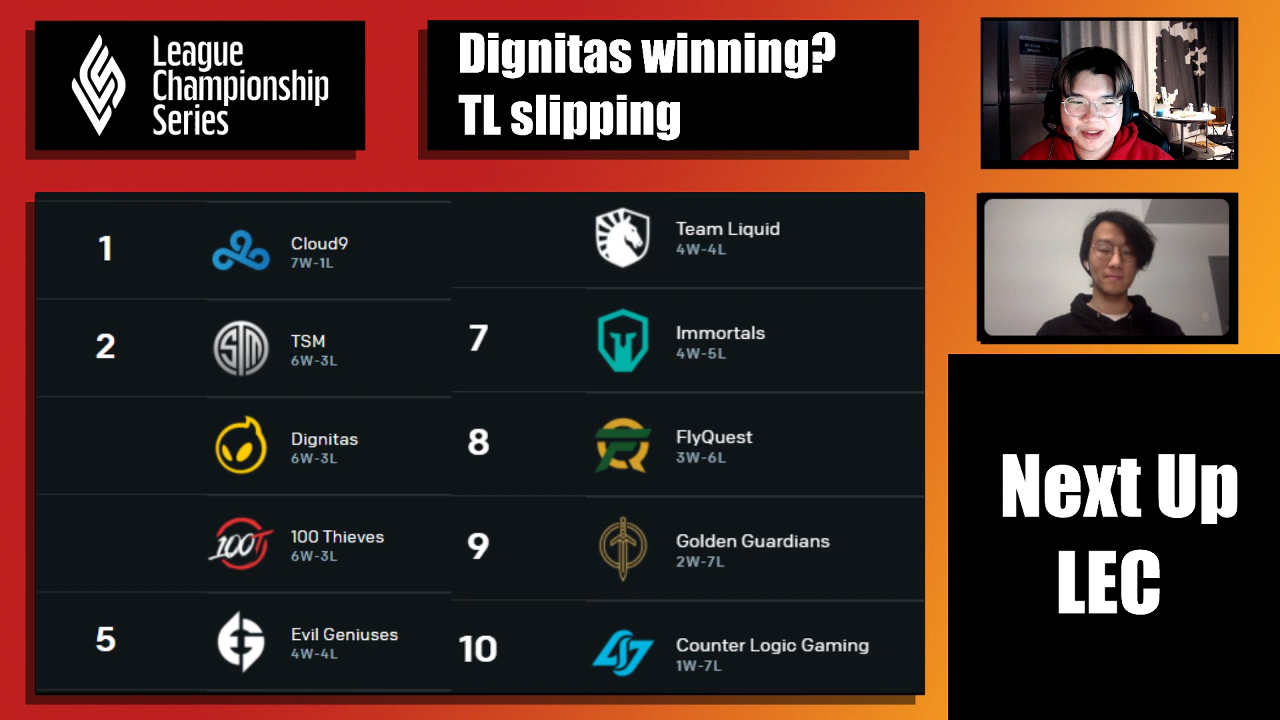 League
Championship
Series
Dignitas winning?
TL slipping
1
Cloud9
7W-1L
2
TSM
6W-3L
Dignitas
6W-3L
100 Thieves
6W-3L
5
Evil Geniuses
4W-4L
Team Liquid
4W-4L
7
Immortals
4W-5L
8
FlyQuest
3W-6L
9
Golden Guardians
2W-7L
10
Counter Logic Gaming
1W-7L
Next Up
LEC